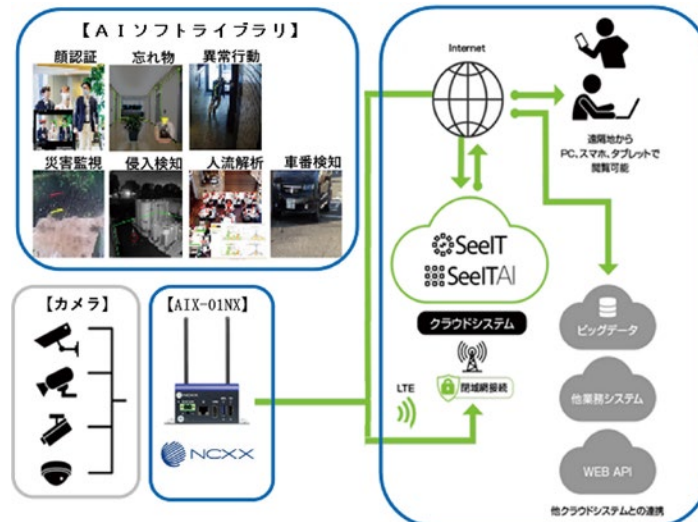 【ＡＩソフトライブラリ】
顔認証
忘れ物
異常行動
災害監視
侵入検知
人流解析
車番検知
【カメラ】
【AIX-01NX】
NCXX
NCXX
Internet
遠隔地から
PC、スマホ、タブレットで
閲覧可能
SeeIT
SeeITAI
クラウドシステム
LTE
閉域網接続
ビッグデータ
他業務システム
WEB API
他クラウドシステムとの連携